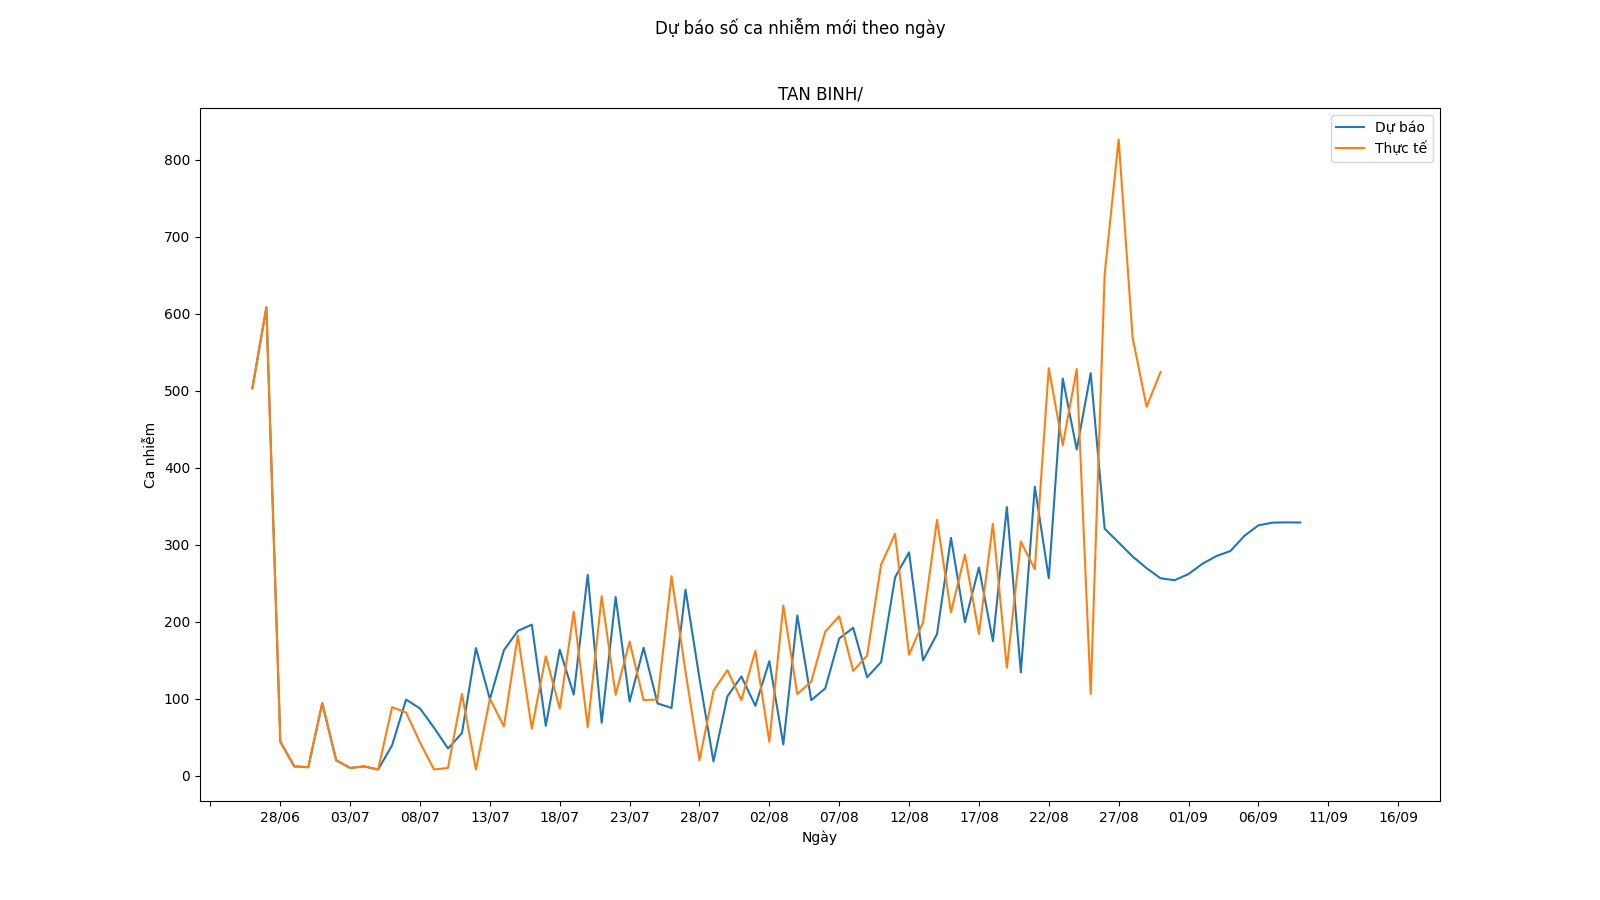 Dự báo số ca nhiễm mới theo ngày
TAN BINH/
Dự báo
Thực tế
800
700
600
500
400
300
200
100
0
Ca nhiễm
28/06 03/07 08/07 13/07 18/07 23/07 28/07 02/08 07/08 12/08 17/08 22/08 27/08 01/09 06/09 11/09 16/09
Ngày